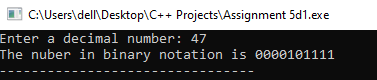 C:\Users\dell\Desktop\C++ Projects\Assignment 5d1.exe
Enter a decimal number: 47
The nuber in binary notation is 0000101111
--------------------------------